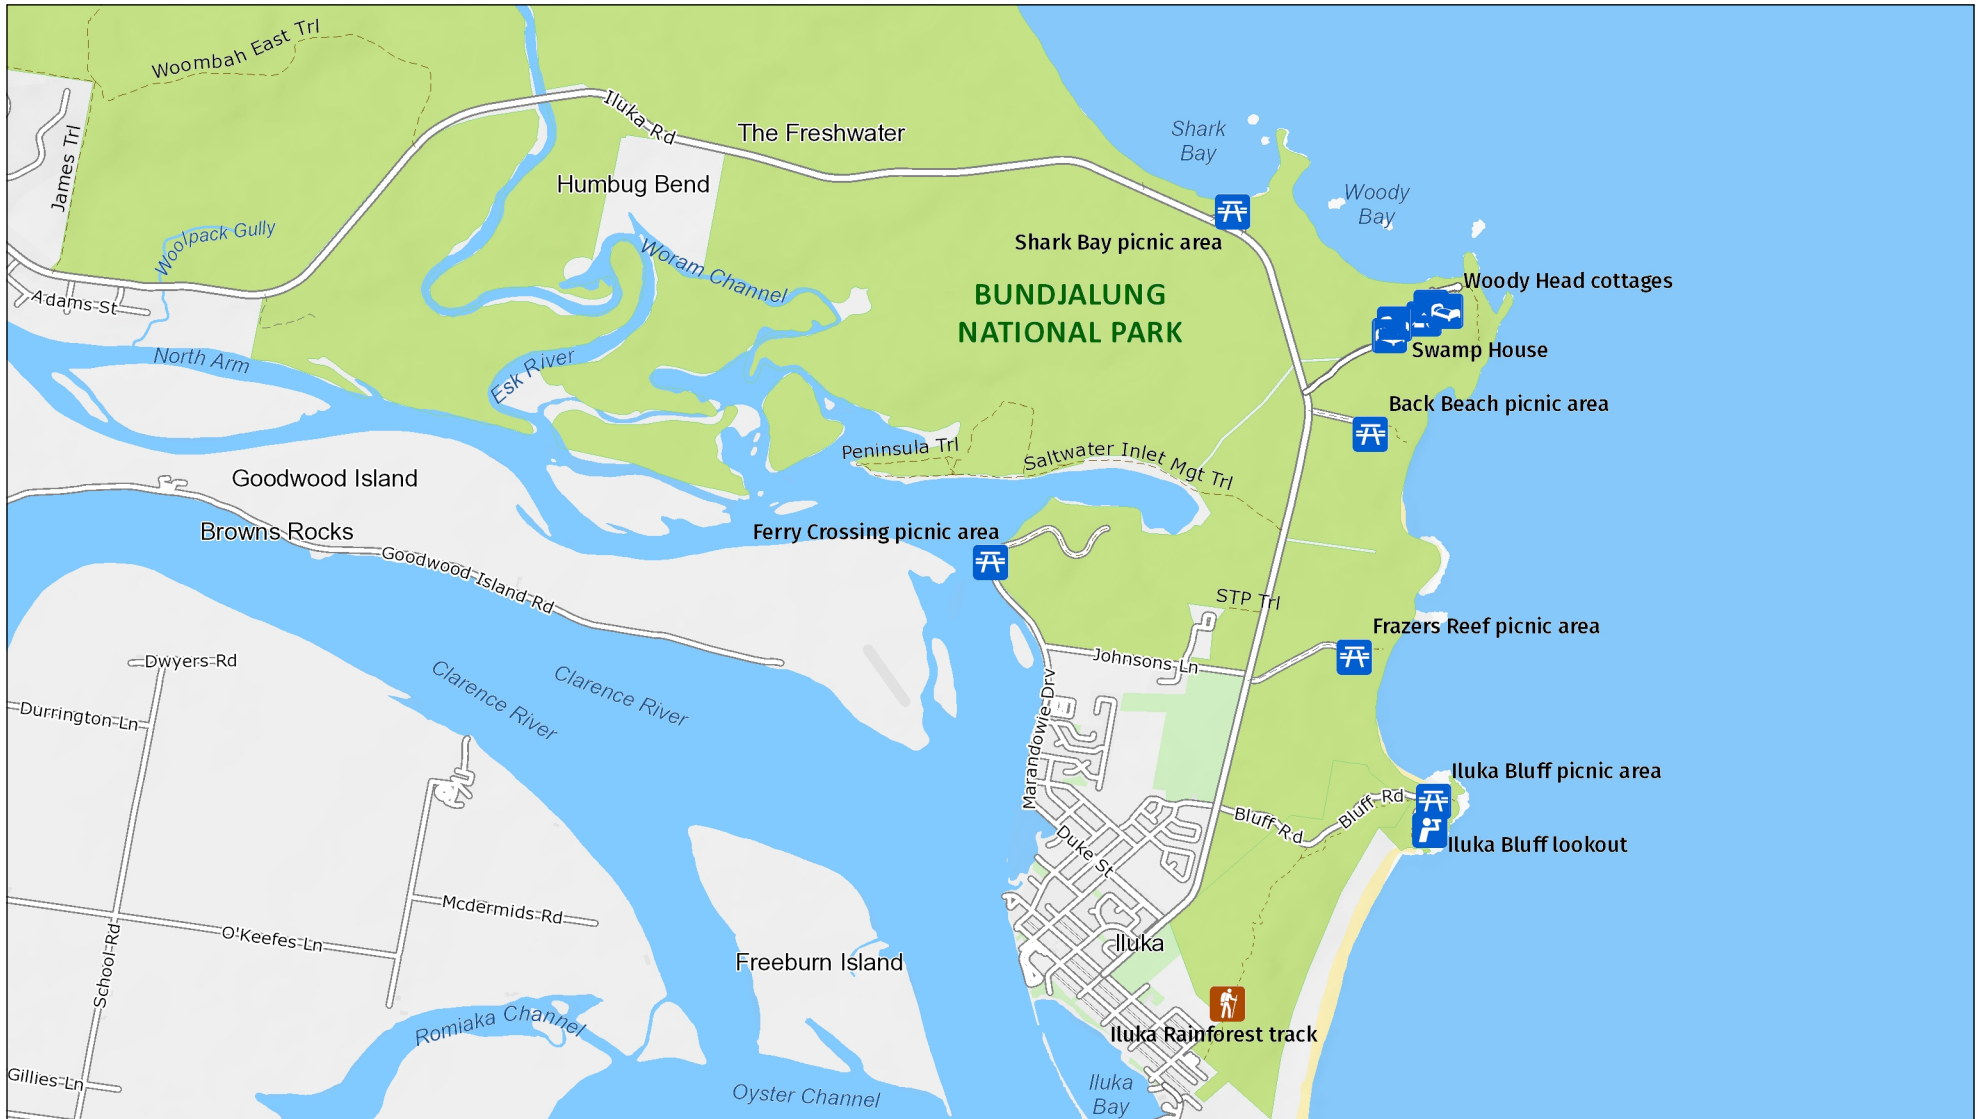 Woombah East Trl
James Trl
Iluka Rd
The Freshwater
Humbug Bend
Shark
Bay
Woody
Bay
Woolpack Gully
Shark Bay picnic area
Woram Channel
BUNDJALUNG
NATIONAL PARK
Woody Head cottages
Adams St
Swamp House
North Arm
Esk River
Back Beach picnic area
Peninsula Trl
Saltwater Inlet Mgt Trl
Goodwood Island
Browns Rocks
Ferry Crossing picnic area
Goodwood Island Rd
STP Trl
Frazers Reef picnic area
Dwyers Rd
Johnsons Ln
Clarence River
Clarence River
Durrington Ln
Marandowie Drv
Iluka Bluff picnic area
Bluff Rd
Bluff Rd
Iluka Bluff lookout
Duke St
Mcdermids Rd
O'Keefes Ln
School Rd
Iluka
Freeburn Island
Romiaka Channel
Iluka Rainforest track
Gillies Ln
Oyster Channel
Iluka
Bay